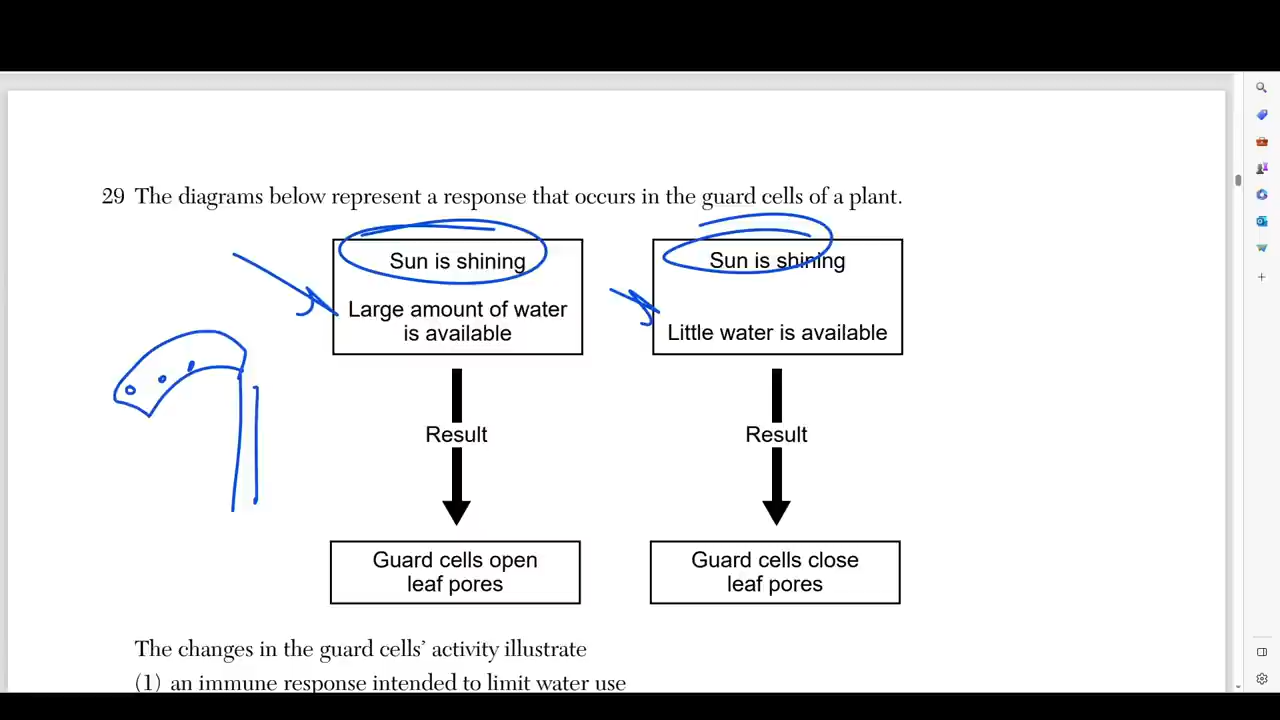 29 The diagrams below represent a response that occurs in the guard cells of a plant.
Sun is shining
Large amount of water
is available
Result
Guard cells open
leaf pores
Sun is shining
Little water is available
Result
Guard cells close
leaf pores
The changes in the guard cells’ activity illustrate
(1) an immune response intended to limit water use